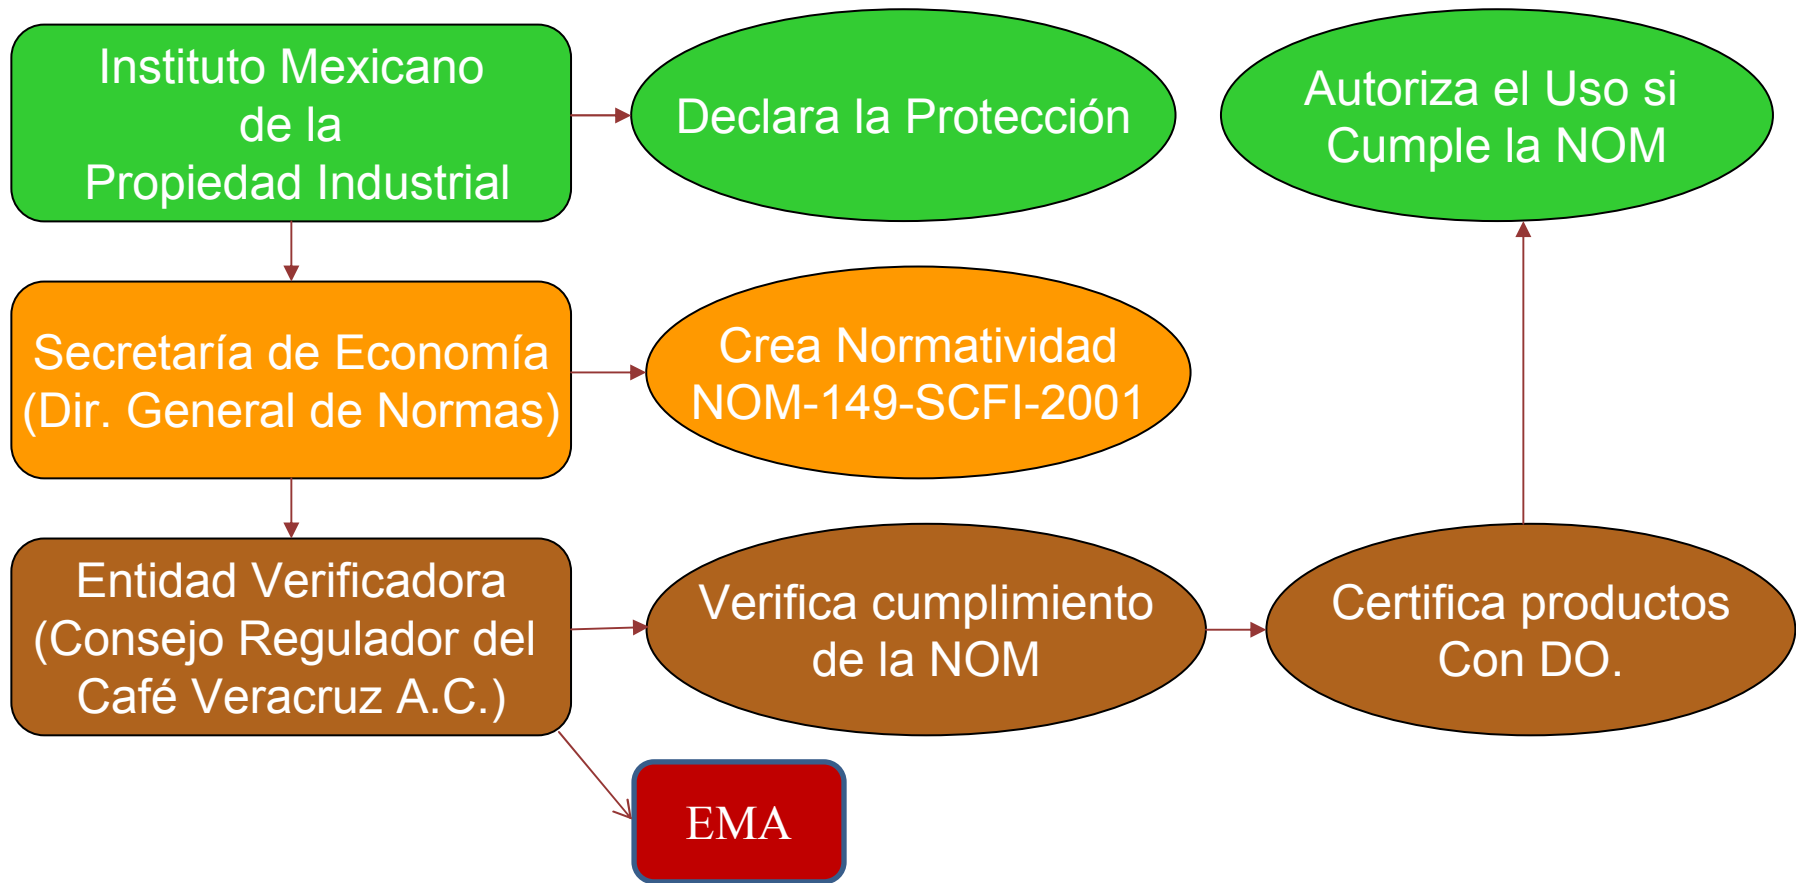 Instituto Mexicano
de la
Propiedad Industrial
Declara la Protección
Autoriza el Uso si
Cumple la NOM
Secretaría de Economía
(Dir. General de Normas)
Crea Normatividad
NOM-149-SCFI-2001
Entidad Verificadora
(Consejo Regulador del
Café Veracruz A.C.)
Verifica cumplimiento
de la NOM
Certifica productos
Con DO.
EMA